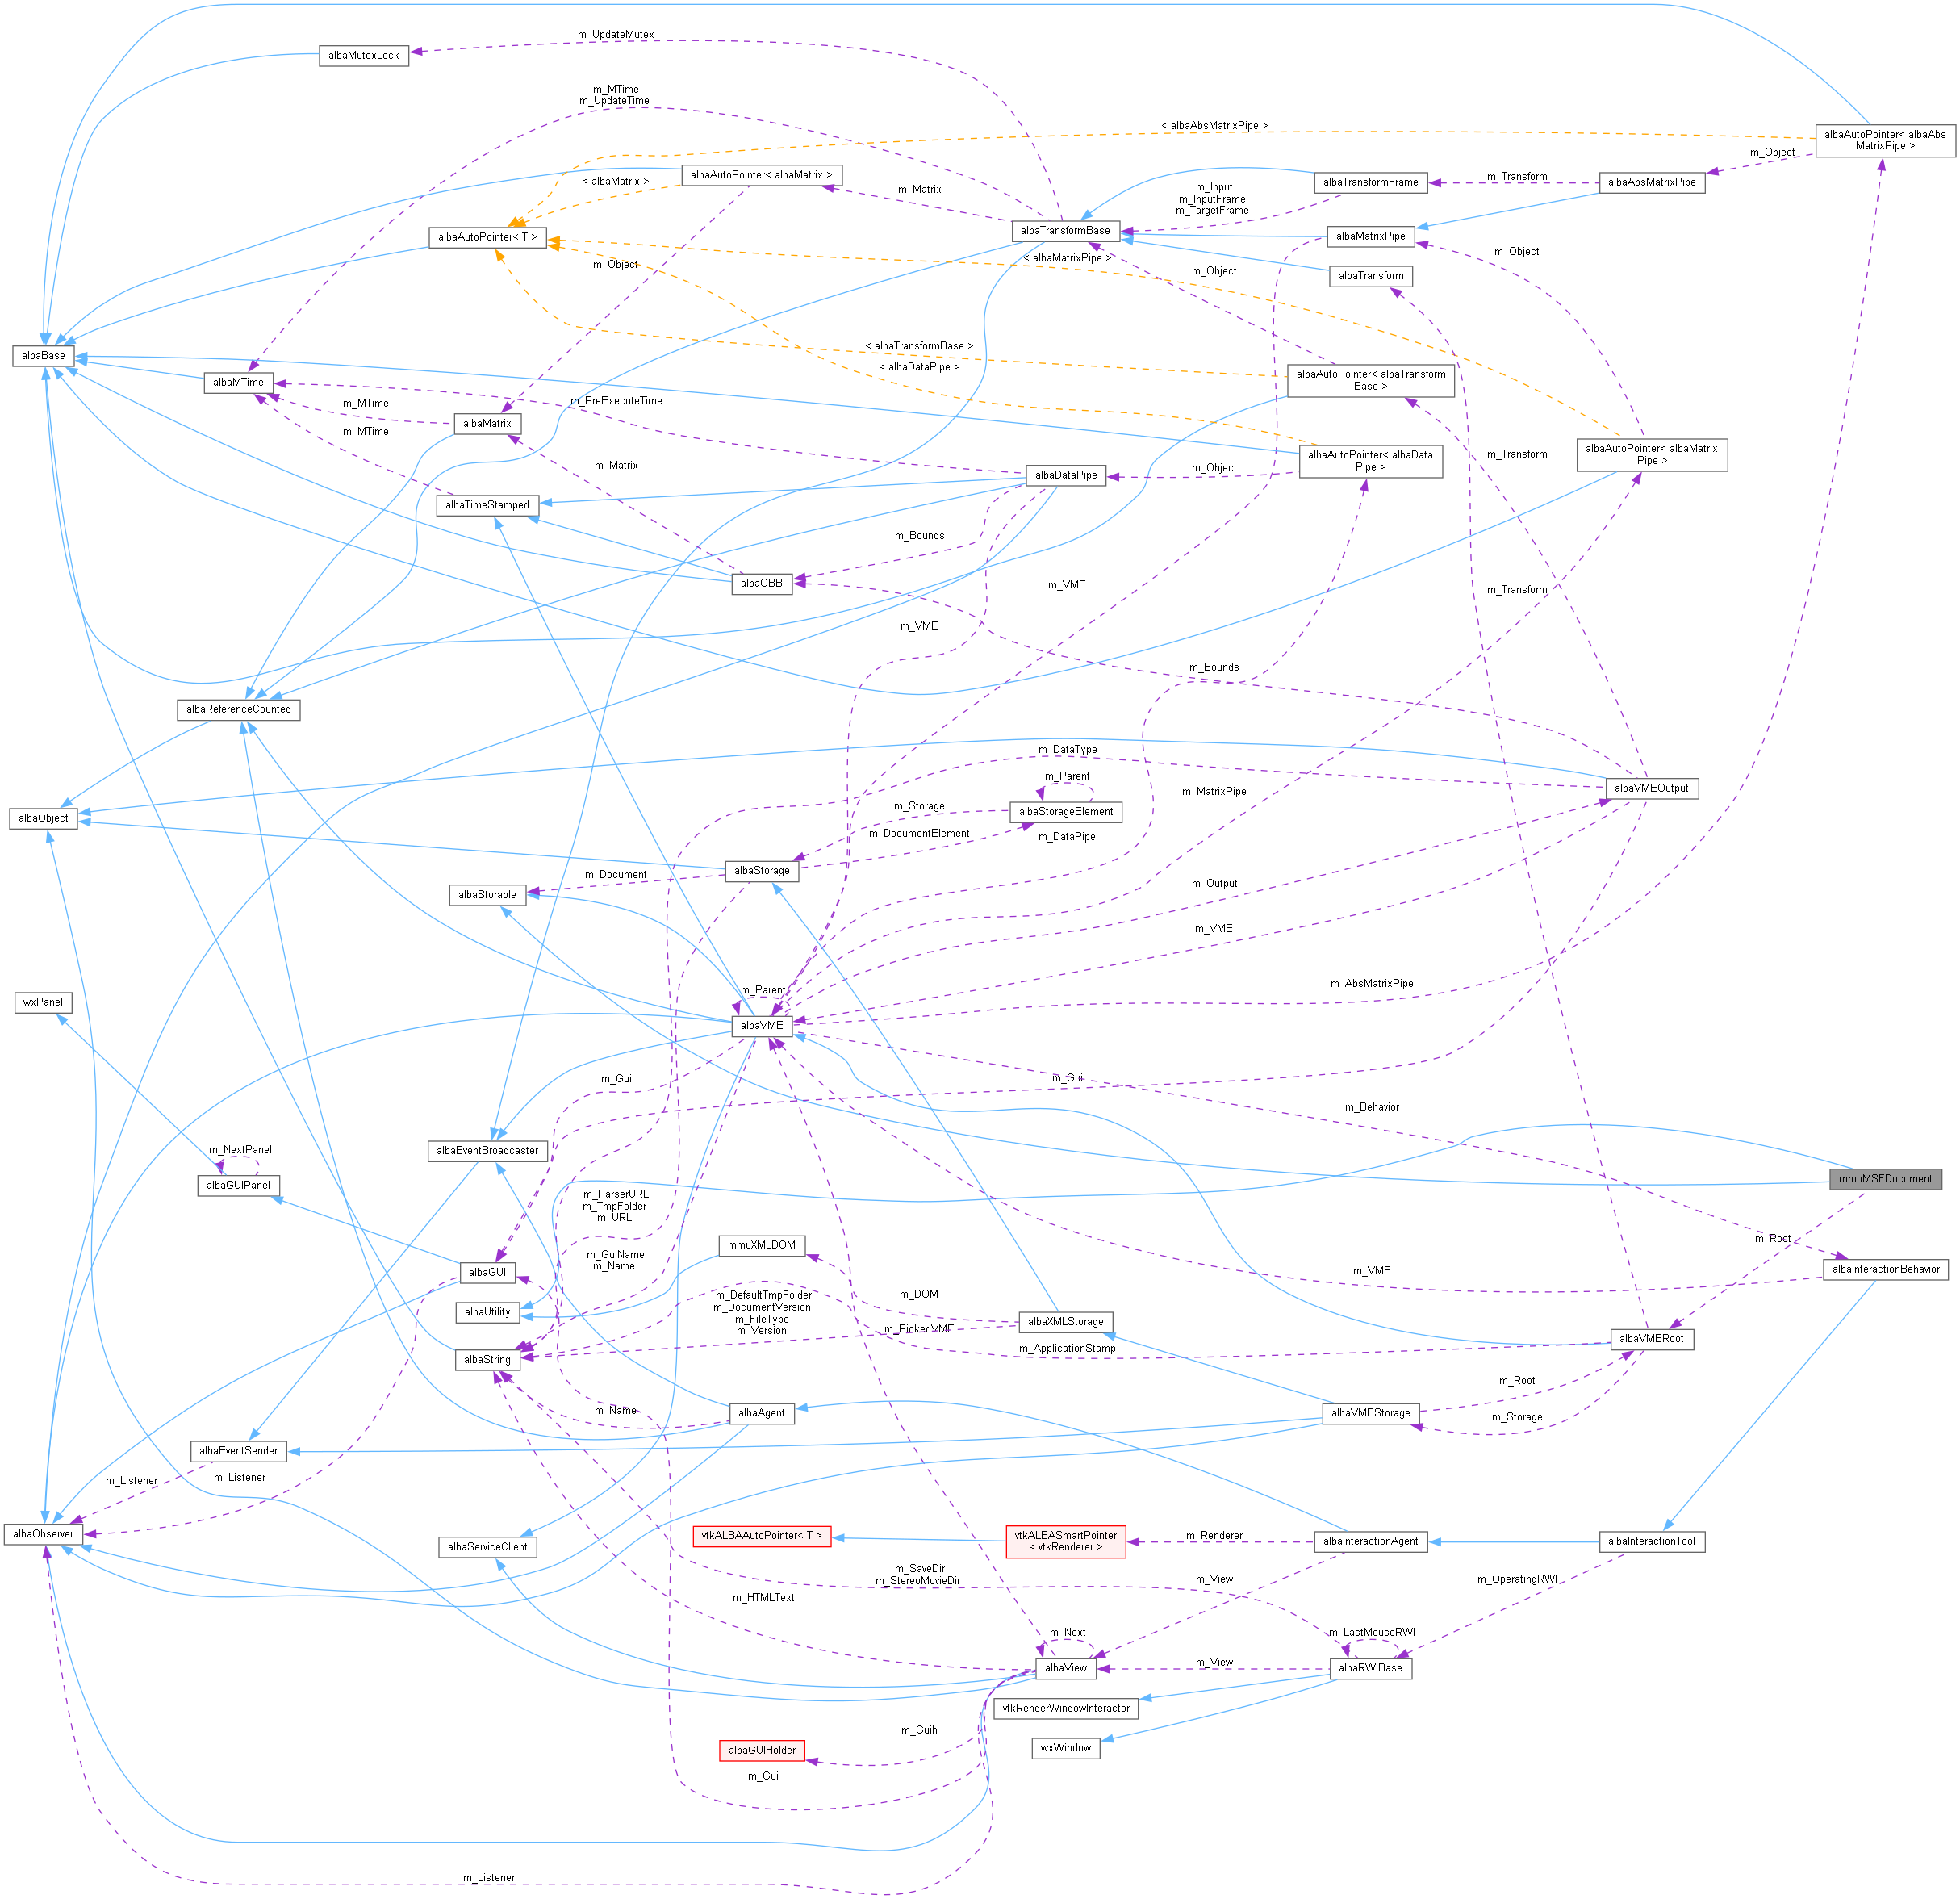 m_UpdateMutex
albaMutexLock
m_MTime
m_UpdateTime
< albaAbsMatrixPipe >
albaAutoPointer< albaAbs
MatrixPipe >
m_Object
albaAutoPointer< albaMatrix >
< albaMatrix >
m_Matrix
m_Input
m_InputFrame
m_TargetFrame
albaTransformFrame
m_Transform
albaAbsMatrixPipe
albaAutoPointer< T >
albaTransformBase
albaMatrixPipe
m_Object
< albaMatrixPipe >
m_Object
m_Object
albaTransform
albaBase
< albaTransformBase >
< albaDataPipe >
albaAutoPointer< albaTransform
Base >
albaMTime
m_MTime
m_PreExecuteTime
albaMatrix
m_MTime
m_Matrix
albaAutoPointer< albaData
Pipe >
m_Transform
albaAutoPointer< albaMatrix
Pipe >
albaDataPipe
m_Object
albaTimeStamped
m_Bounds
albaOBB
m_VME
m_Transform
m_VME
m_Bounds
albaReferenceCounted
m_DataType
albaVMEOutput
m_Parent
albaStorageElement
m_Storage
m_MatrixPipe
albaObject
m_DocumentElement
m_DataPipe
albaStorage
m_Document
albaStorable
m_Output
m_VME
m_AbsMatrixPipe
wxPanel
m_Parent
albaVME
m_Gui
m_Gui
m_Behavior
albaEventBroadcaster
m_NextPanel
albaGUIPanel
mmuMSFDocument
m_ParserURL
m_TmpFolder
m_URL
m_Root
mmuXMLDOM
m_GuiName
m_Name
albaGUI
m_VME
albaInteractionBehavior
albaUtility
m_DOM
m_DefaultTmpFolder
m_DocumentVersion
m_FileType
m_Version
m_PickedVME
albaXMLStorage
m_ApplicationStamp
albaVMERoot
albaString
m_Root
m_Storage
m_Name
albaAgent
albaVMEStorage
albaEventSender
m_Listener
m_Listener
albaObserver
albaServiceClient
vtkALBAAutoPointer< T >
vtkALBASmartPointer
< vtkRenderer >
m_Renderer
albaInteractionAgent
albaInteractionTool
m_SaveDir
m_StereoMovieDir
m_View
m_OperatingRWI
m_HTMLText
m_Next
m_LastMouseRWI
albaView
m_View
albaRWIBase
vtkRenderWindowInteractor
m_Guih
albaGUIHolder
wxWindow
m_Gui
m_Listener